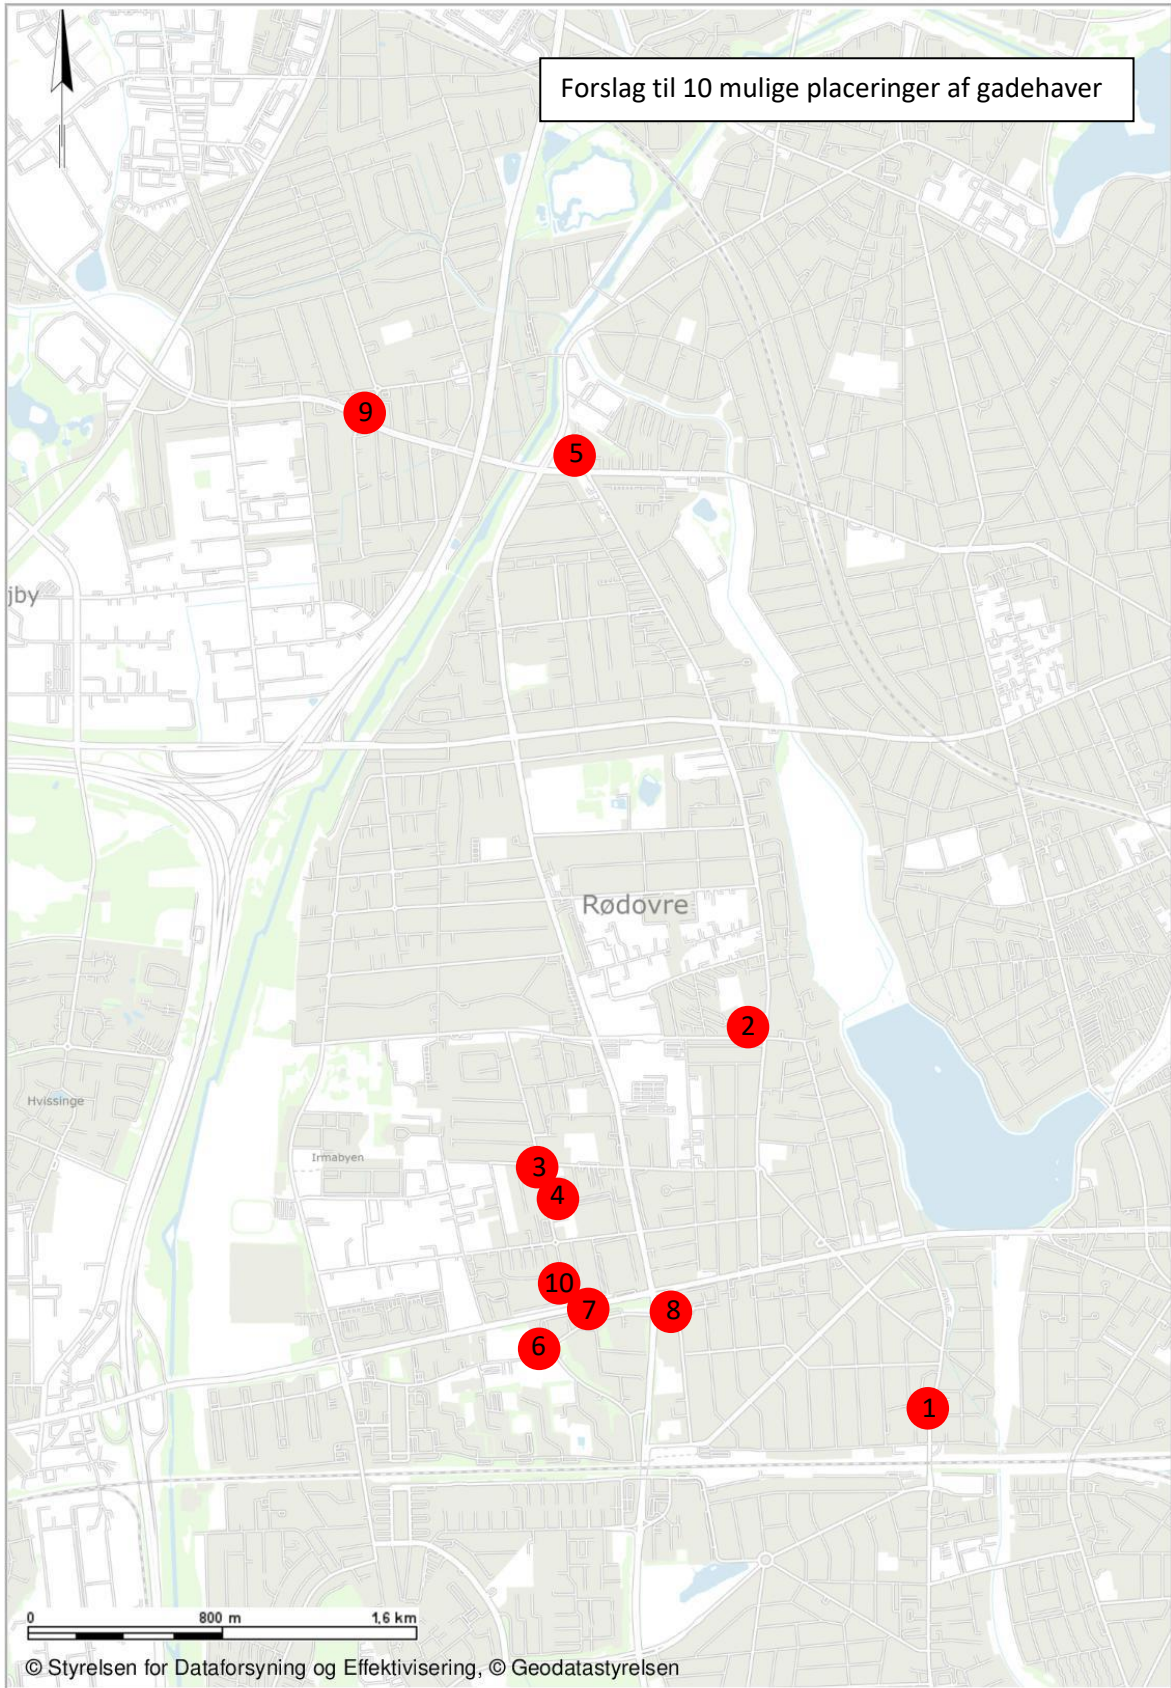 Forslag til 10 mulige placeringer af gadehaver
9
5
jby
Rødovre
2
Hvissinge
Irmabyen
3
4
10
7
8
6
1
0 800 m 1,6 km
© Styrelsen for Dataforsyning og Effektivisering, © Geodatastyrelsen